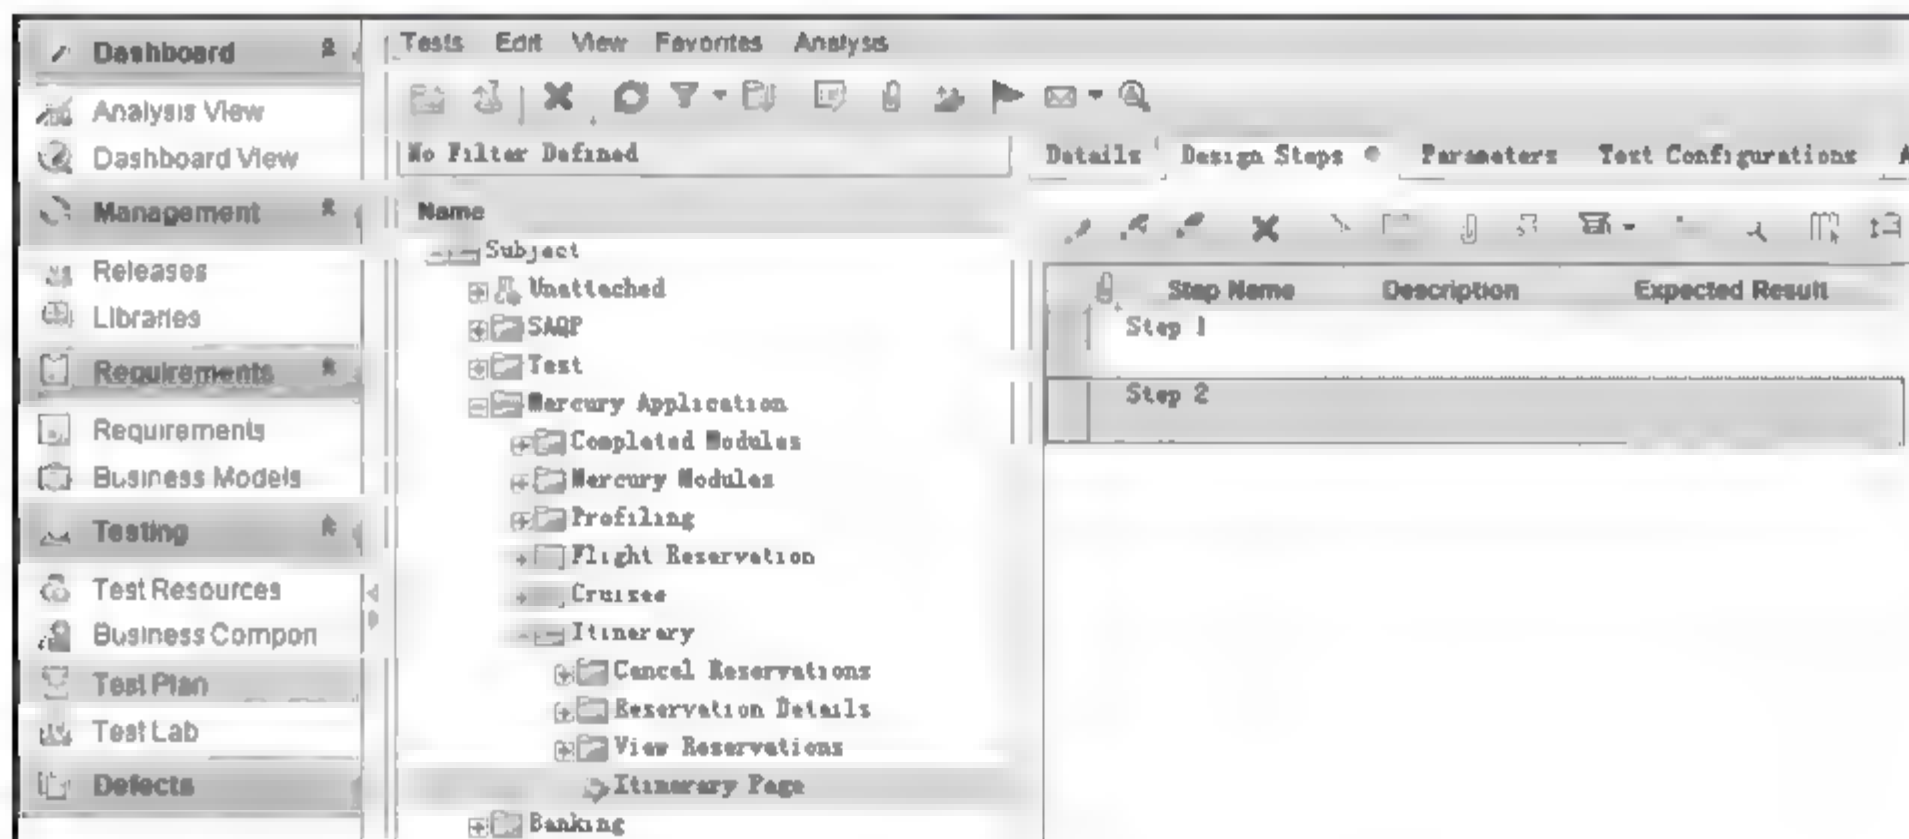 Dashboard
Analysis View
Dashboard View
Management
Releases
Libraries
Requirements
Requirements
Business Models
Testing
Test Resources
Business Compon
Test Plan
Test Lab
Defects
Tests Edit View Favorites Analysis
No Filter Defined
Name
Subject
Unattached
SAQP
Test
Mercury Application
Completed Modules
Mercury Modules
Profiling
Flight Reservation
Cruises
Itinerary
Cancel Reservations
Reservation Details
View Reservations
Itinerary Page
Banking
Details Design Steps Parameters Test Configurations
Step Name Description Expected Result
Step 1
Step 2